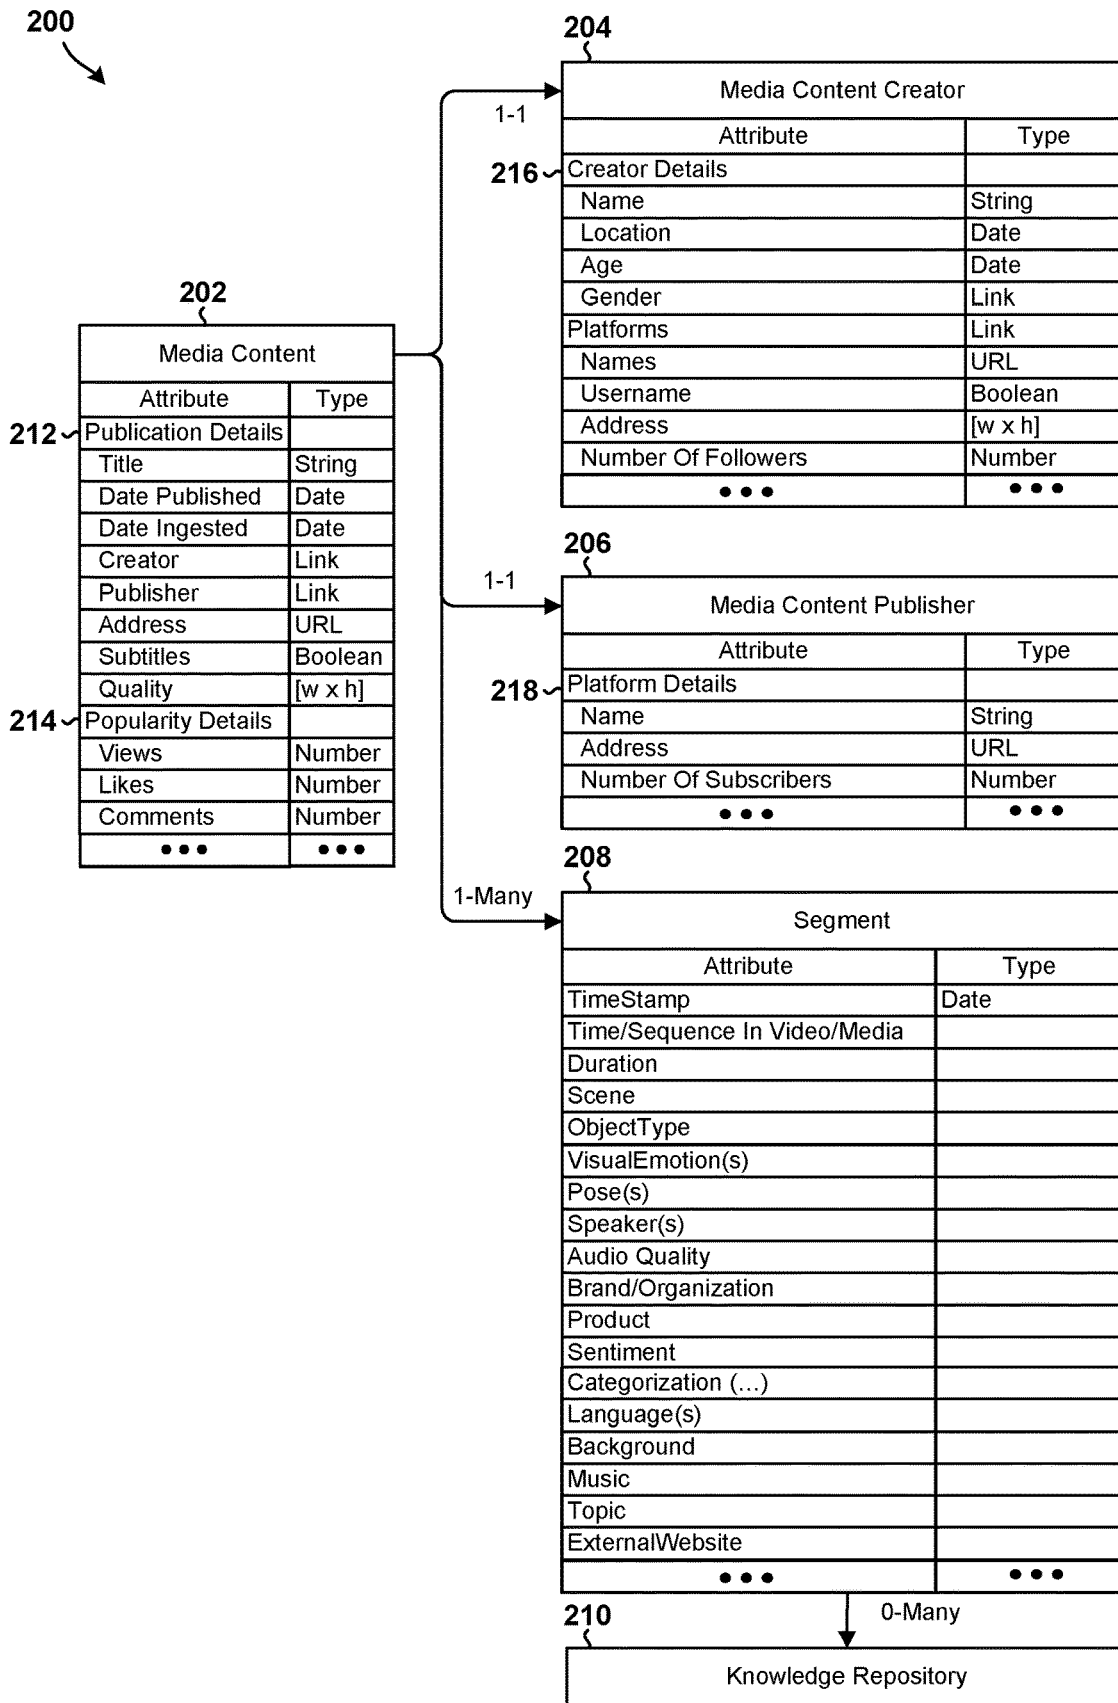 200
204
Media Content Creator
1-1
Attribute Type
216 Creator Details
Name String
Location Date
Age Date
Gender Link
Platforms Link
Names URL
Username Boolean
Address [w x h]
Number Of Followers Number
••• •••
202
Media Content
Attribute Type
212 Publication Details
Title String
Date Published Date
Date Ingested Date
Creator Link
Publisher Link
Address URL
Subtitles Boolean
Quality [w x h]
214 Popularity Details
Views Number
Likes Number
Comments Number
••• •••
206
1-1
Media Content Publisher
Attribute Type
218 Platform Details
Name String
Address URL
Number Of Subscribers Number
••• •••
208
1-Many
Segment
Attribute Type
TimeStamp Date
Time/Sequence In Video/Media
Duration
Scene
ObjectType
VisualEmotion(s)
Pose(s)
Speaker(s)
Audio Quality
Brand/Organization
Product
Sentiment
Categorization (...)
Language(s)
Background
Music
Topic
ExternalWebsite
••• •••
0-Many
210
Knowledge Repository